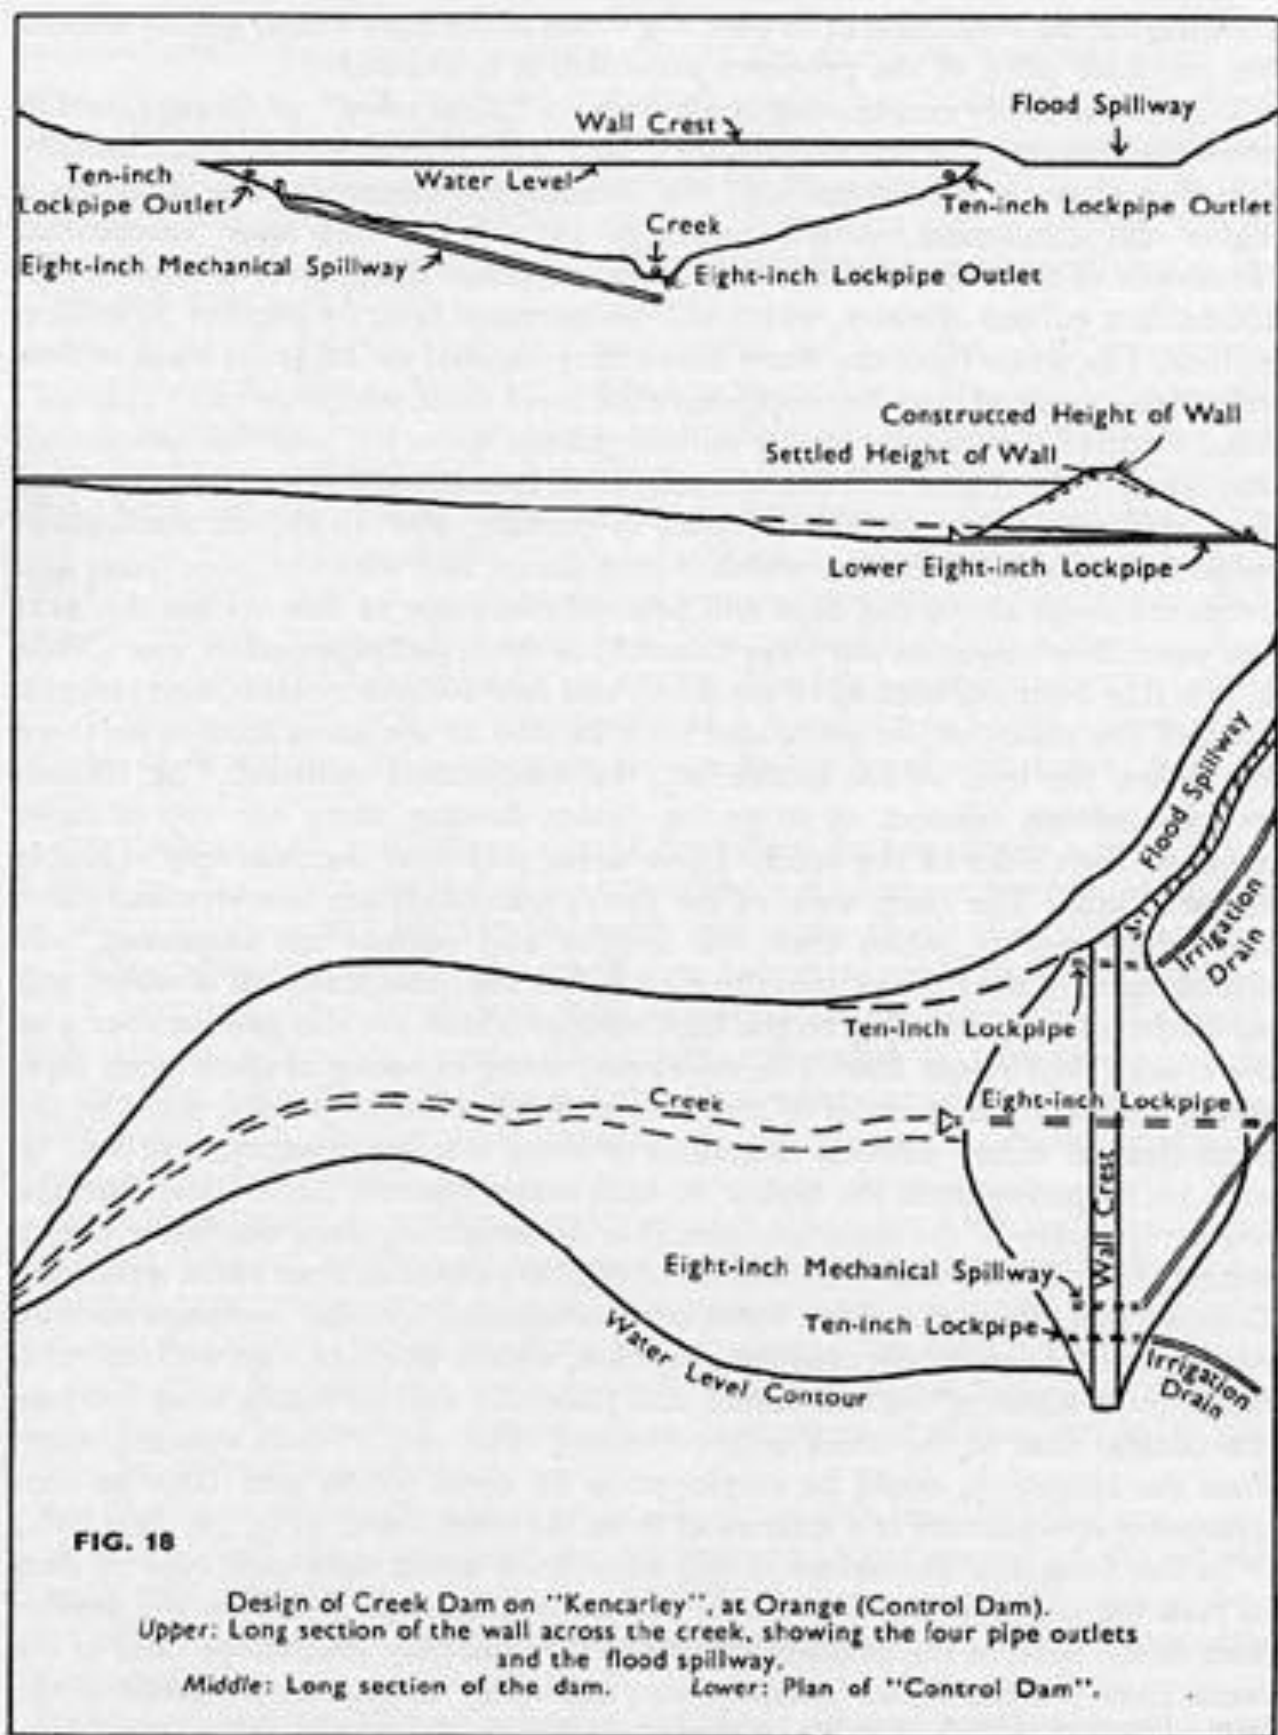 Wall Crest
Flood Spillway
Ten-inch
Lockpipe Outlet
Water Level
Ten-inch Lockpipe Outlet
Creek
Eight-inch Mechanical Spillway
Eight-inch Lockpipe Outlet
Constructed Height of Wall
Settled Height of Wall
Lower Eight-inch Lockpipe
Flood Spillway
Irrigation
Drain
Ten-inch Lockpipe
Creek
Eight-inch Lockpipe
Wall Crest
Eight-inch Mechanical Spillway
Ten-inch Lockpipe
Irrigation
Drain
Water Level Contour
FIG. 18
Design of Creek Dam on "Kencarley", at Orange (Control Dam).
Upper: Long section of the wall across the creek, showing the four pipe outlets
and the flood spillway.
Middle: Long section of the dam. Lower: Plan of "Control Dam".